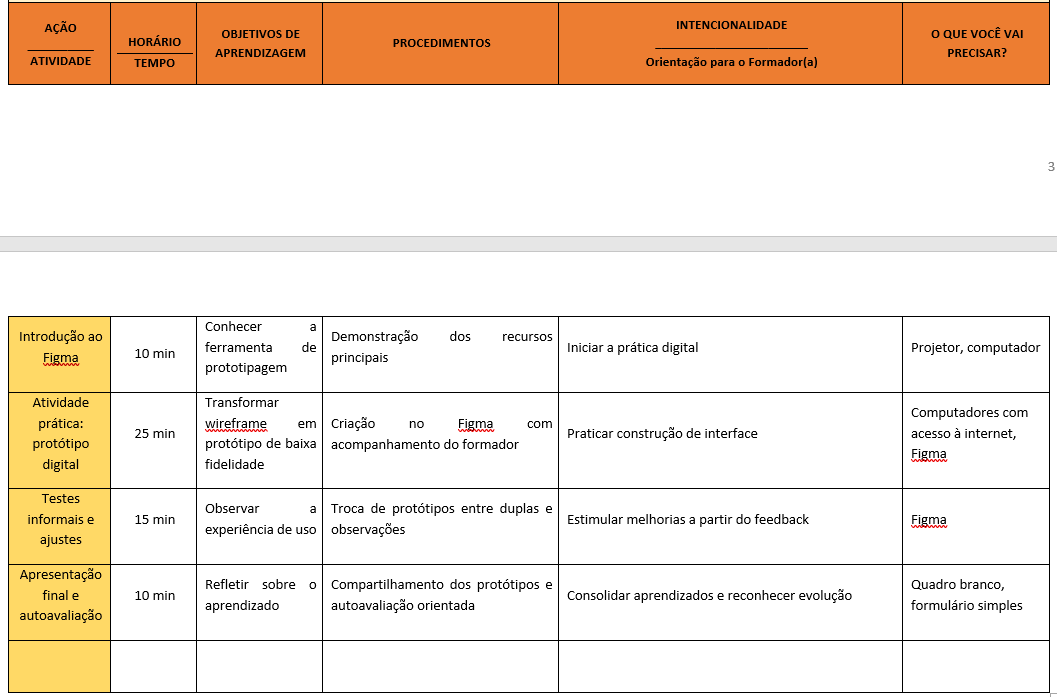 AÇÃO
ATIVIDADE
HORÁRIO
TEMPO
OBJETIVOS DE
APRENDIZAGEM
PROCEDIMENTOS
INTENCIONALIDADE
Orientação para o Formador(a)
O QUE VOCÊ VAI
PRECISAR?
3
Introdução ao
Figma
10 min
Conhecer a
ferramenta de
prototipagem
Demonstração dos recursos
principais
Iniciar a prática digital
Projetor, computador
Atividade
prática:
protótipo
digital
25 min
Transformar
wireframe em
protótipo de baixa
fidelidade
Criação no Figma com
acompanhamento do formador
Praticar construção de interface
Computadores com
acesso à internet,
Figma
Testes
informais e
ajustes
15 min
Observar a
experiência de uso
Troca de protótipos entre duplas e
observações
Estimular melhorias a partir do feedback
Figma
Apresentação
final e
autoavaliação
10 min
Refletir sobre o
aprendizado
Compartilhamento dos protótipos e
autoavaliação orientada
Consolidar aprendizados e reconhecer evolução
Quadro branco,
formulário simples